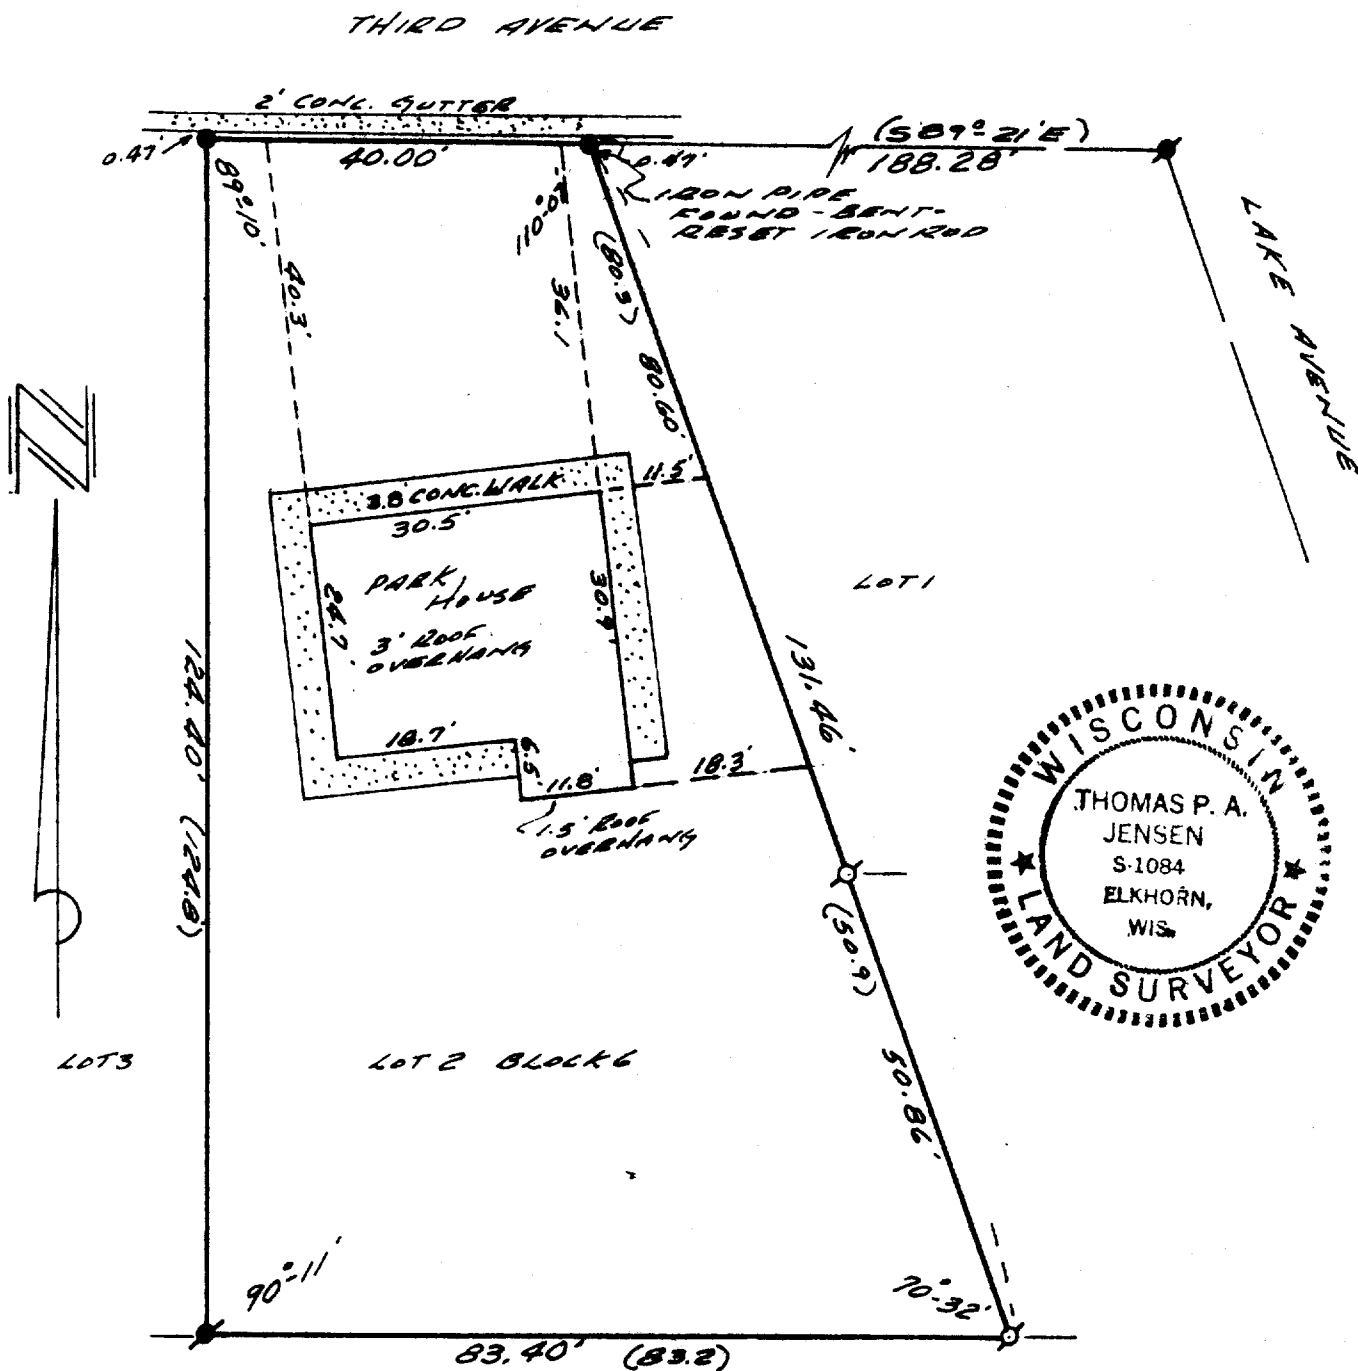 THIRD AVENUE
2' CONC. GUTTER
0.47'
40.00'
0.47'
(S 89° 21' E)
188.28'
IRON PIPE
FOUND - BENT-
RESET IRON ROD
89°-10'
110°-07'
LAKE AVENUE
40.3'
36.1
(80.3)
80.60'
11.5'
3.8 CONC. WALK
30.5'
PARK
HOUSE
3' ROOF
OVERHANG
24.7'
30.9'
LOT 1
131.46'
124.40' (124.8)
18.7'
6.5'
11.8'
18.3'
1.5' ROOF
OVERHANG
WISCONSIN
THOMAS P. A.
JENSEN
S-1084
ELKHORN,
WIS.
LAND SURVEYOR
(50.9)
50.86'
LOT 3
LOT 2 BLOCK 6
90°-11'
70°-32'
83.40' (83.2)
N